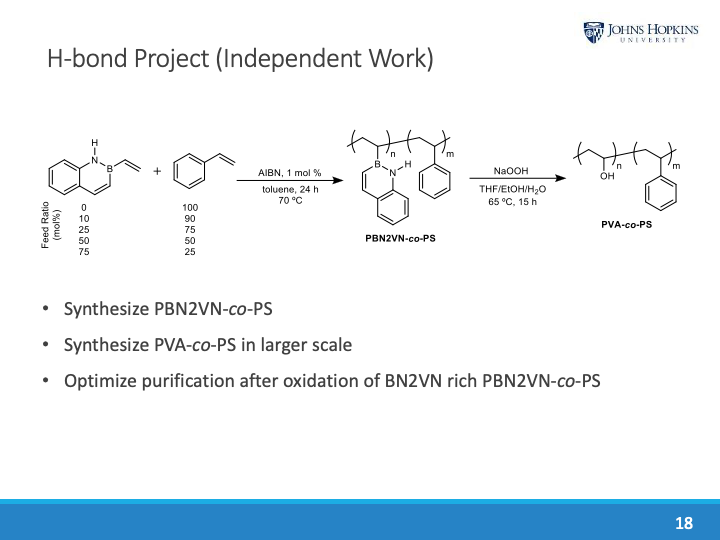 JOHNS HOPKINS
UNIVERSITY
H-bond Project (Independent Work)
H
N
B
+
AIBN, 1 mol %
toluene, 24 h
70 ºC
n
m
B
N
H
PBN2VN-co-PS
NaOOH
THF/EtOH/H2O
65 ºC, 15 h
n
m
OH
PVA-co-PS
Feed Ratio
(mol%)
0 100
10 90
25 75
50 50
75 25
• Synthesize PBN2VN-co-PS
• Synthesize PVA-co-PS in larger scale
• Optimize purification after oxidation of BN2VN rich PBN2VN-co-PS
18